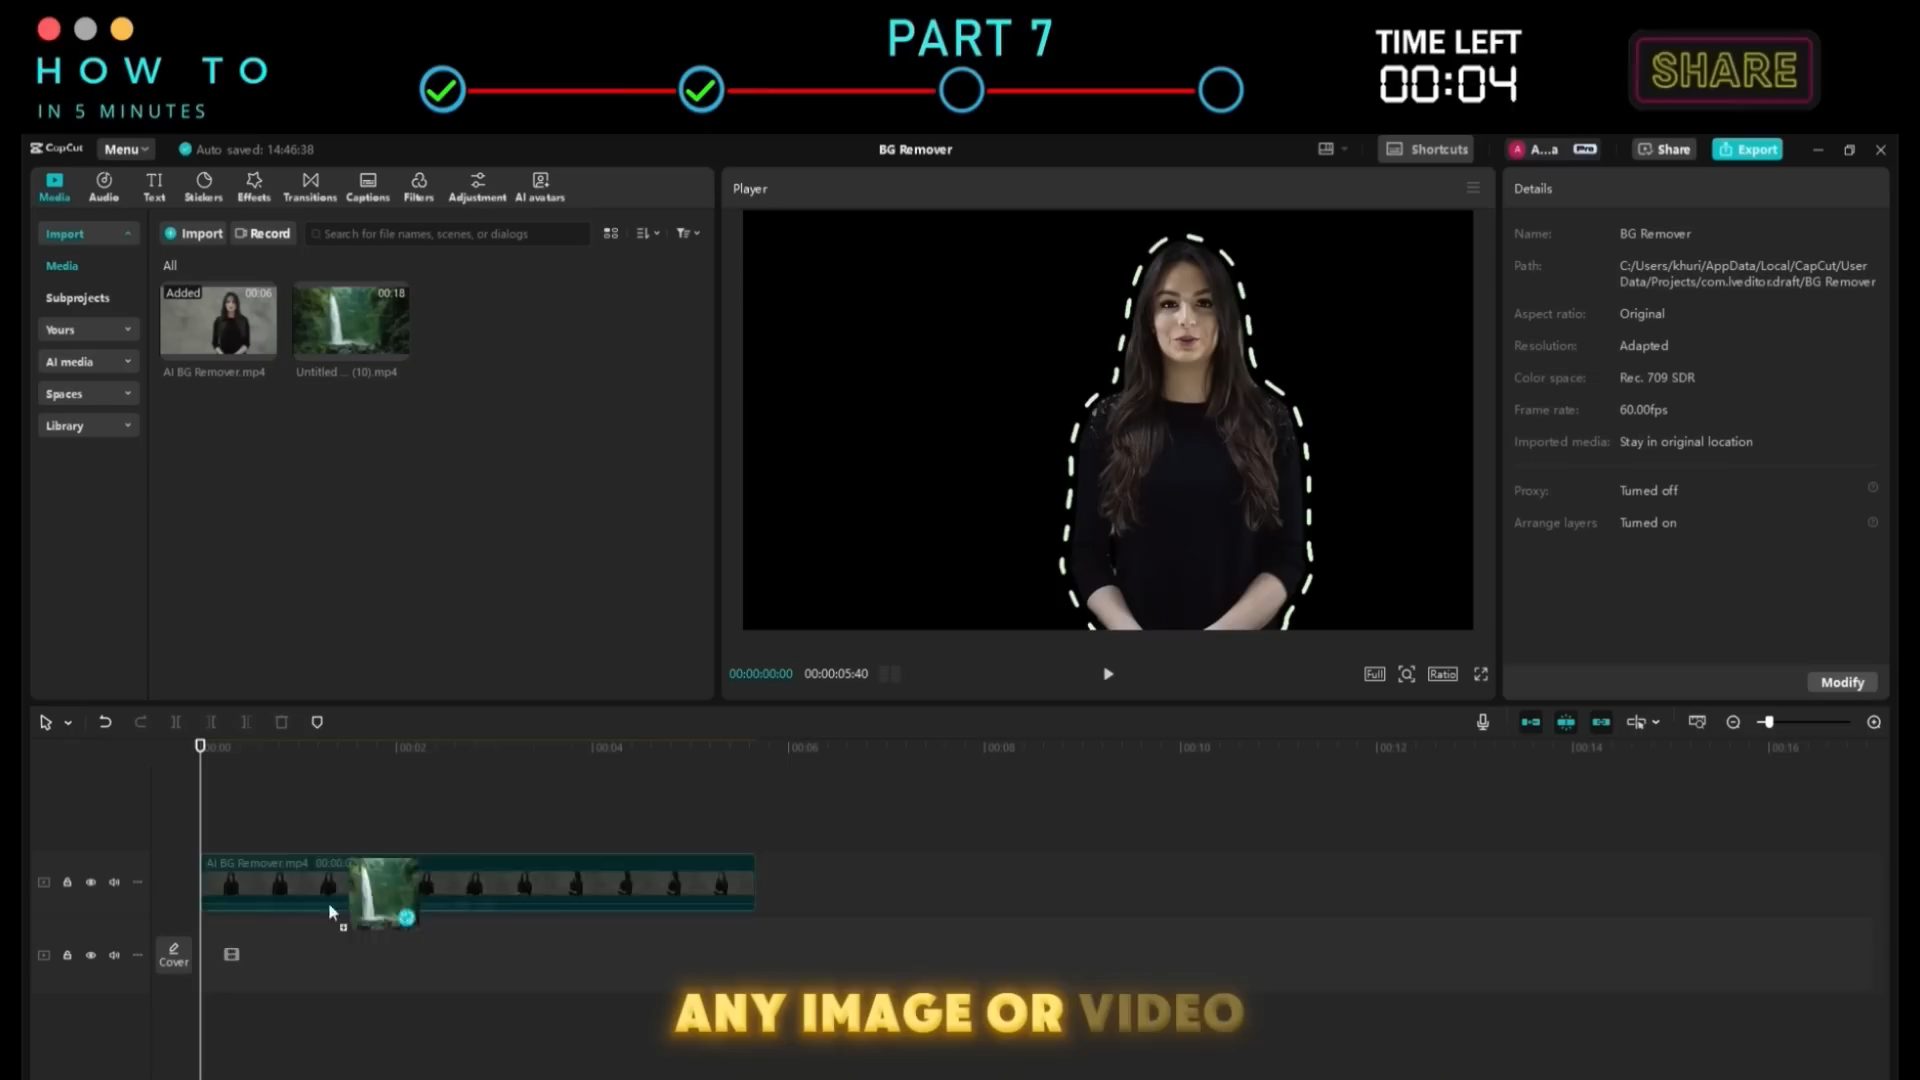 PART 7
HOW TO
IN 5 MINUTES
TIME LEFT
00:04
SHARE
CapCut
Menu
Auto saved: 14:46:38
BG Remover
Shortcuts
A A...a Pro
Share
Export
Media
Audio
Text
Stickers
Effects
Transitions
Captions
Filters
Adjustment
AI avatars
Import
Media
Subprojects
Yours
AI media
Spaces
Library
Import
Record
Search for file names, scenes, or dialogs
All
Added 00:06
AI BG Remover.mp4
00:18
Untitled ... (10).mp4
Player
00:00:00:00 00:00:05:40
Full
Ratio
Details
Name: BG Remover
Path: C:/Users/khuri/AppData/Local/CapCut/User
Data/Projects/com.lveditor.draft/BG Remover
Aspect ratio: Original
Resolution: Adapted
Color space: Rec. 709 SDR
Frame rate: 60.00fps
Imported media: Stay in original location
Proxy: Turned off
Arrange layers Turned on
Modify
00:00 00:02 00:04 00:06 00:08 00:10 00:12 00:14 00:16
AI BG Remover.mp4
Cover
ANY IMAGE OR VIDEO